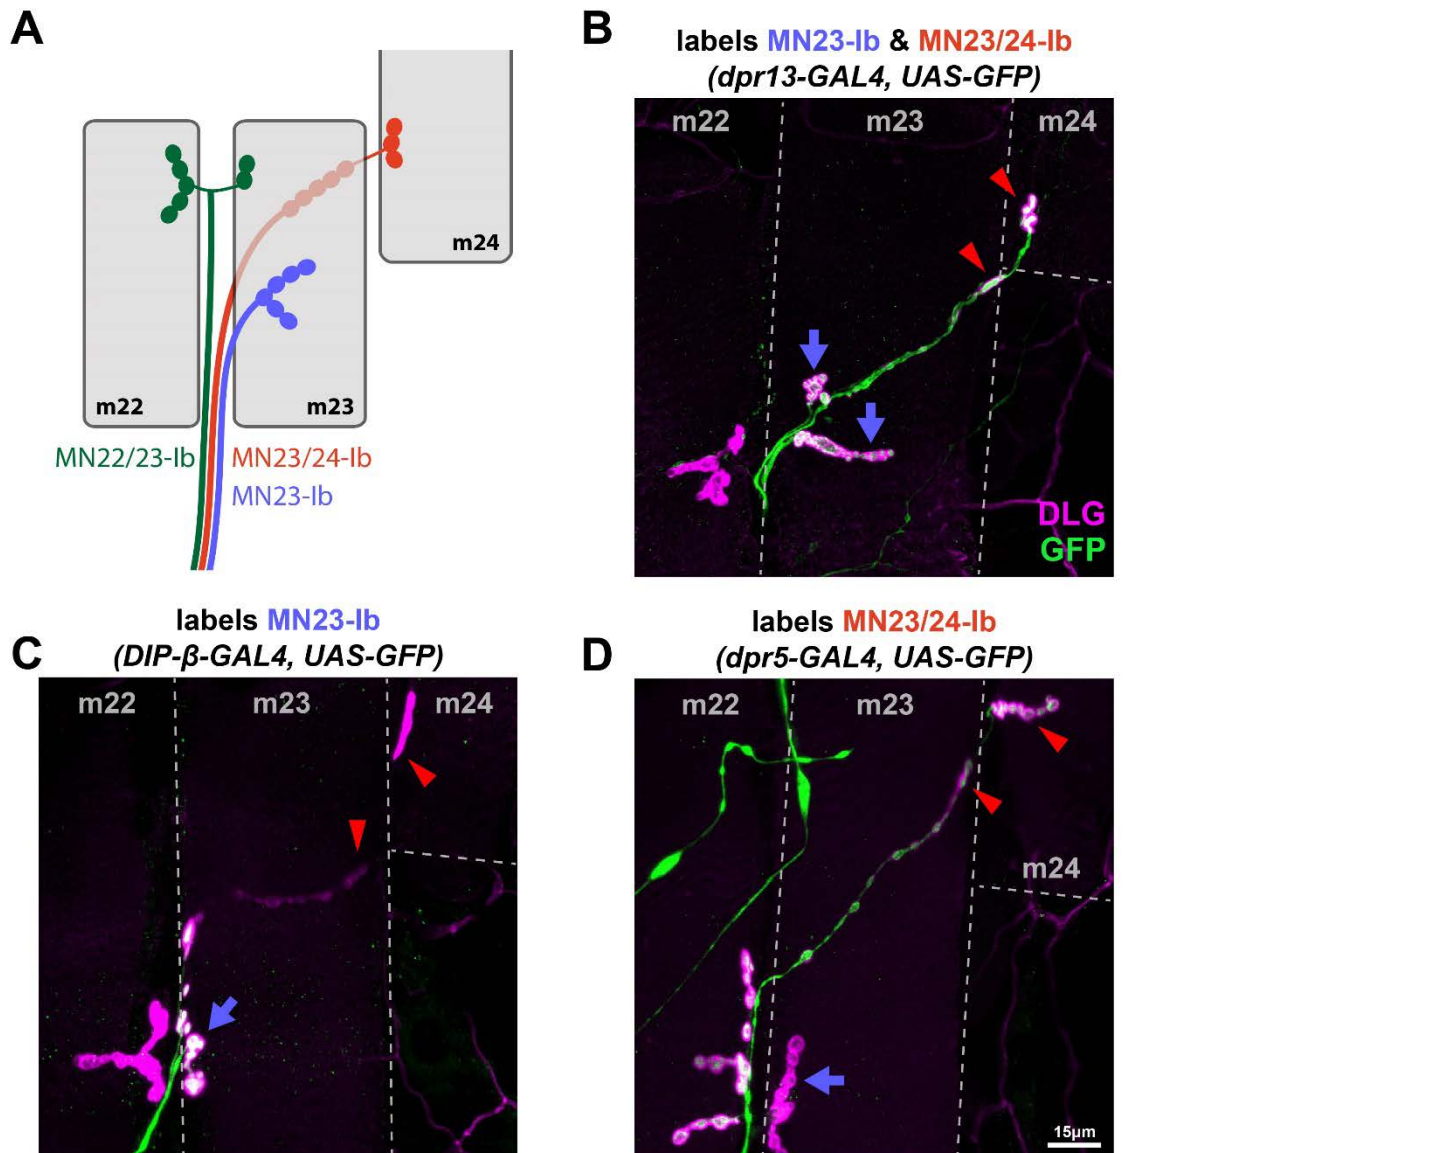 A
m22
m23
m24
MN22/23-Ib
MN23/24-Ib
MN23-Ib
B
labels MN23-Ib & MN23/24-Ib
(dpr13-GAL4, UAS-GFP)
m22
m23
m24
DLG
GFP
C
labels MN23-Ib
(DIP-β-GAL4, UAS-GFP)
m22
m23
m24
D
labels MN23/24-Ib
(dpr5-GAL4, UAS-GFP)
m22
m23
m24
15µm